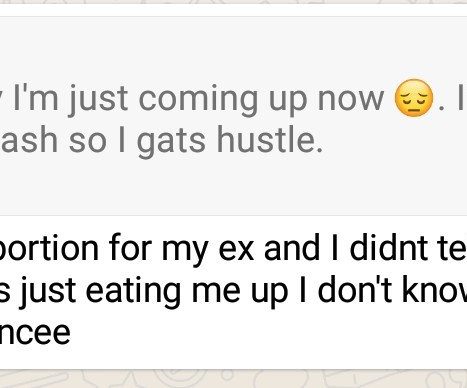 I'm just coming up now 😔. I
ash so I gats hustle.
portion for my ex and I didnt te
s just eating me up I don't know
ncee